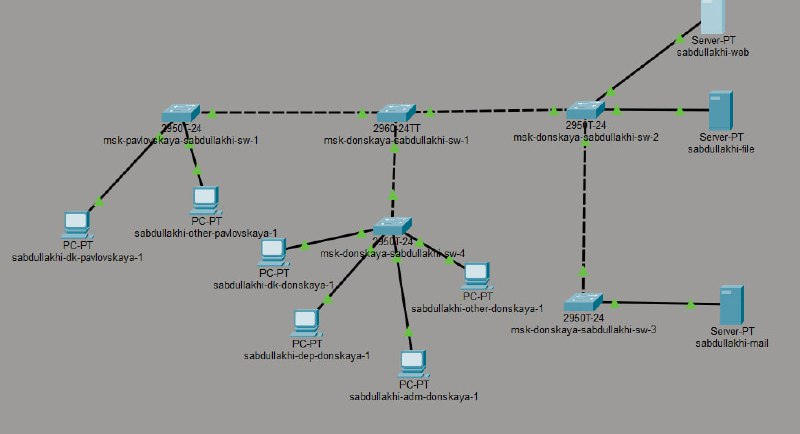 Server-PT
sabdullakhi-web
2950T-24
msk-pavlovskaya-sabdullakhi-sw-1
2960-24TT
msk-donskaya-sabdullakhi-sw-1
2950T-24
msk-donskaya-sabdullakhi-sw-2
Server-PT
sabdullakhi-file
PC-PT
sabdullakhi-other-pavlovskaya-1
PC-PT
sabdullakhi-dk-pavlovskaya-1
2950T-24
msk-donskaya-sabdullakhi-sw-4
PC-PT
sabdullakhi-dk-donskaya-1
PC-PT
sabdullakhi-other-donskaya-1
2950T-24
msk-donskaya-sabdullakhi-sw-3
Server-PT
sabdullakhi-mail
PC-PT
sabdullakhi-dep-donskaya-1
PC-PT
sabdullakhi-adm-donskaya-1